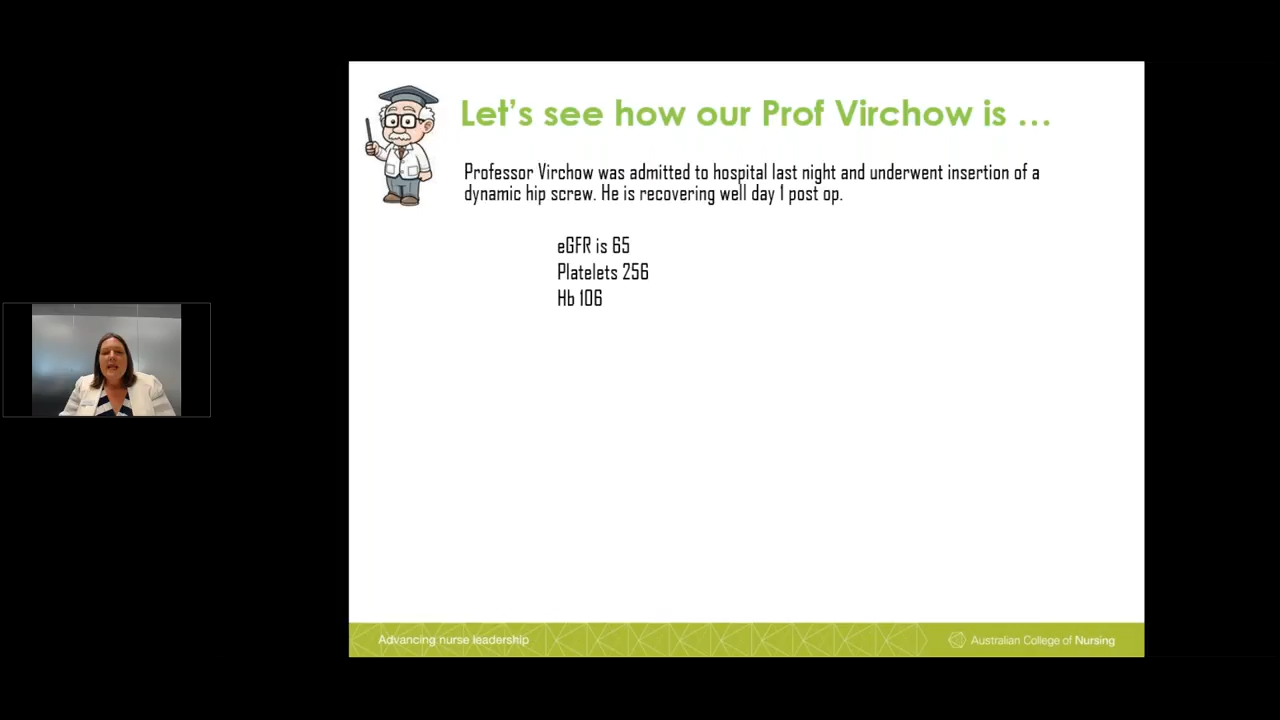 Let's see how our Prof Virchow is ...
Professor Virchow was admitted to hospital last night and underwent insertion of a
dynamic hip screw. He is recovering well day 1 post op.
eGFR is 65
Platelets 256
Hb 106
Advancing nurse leadership
Australian College of Nursing